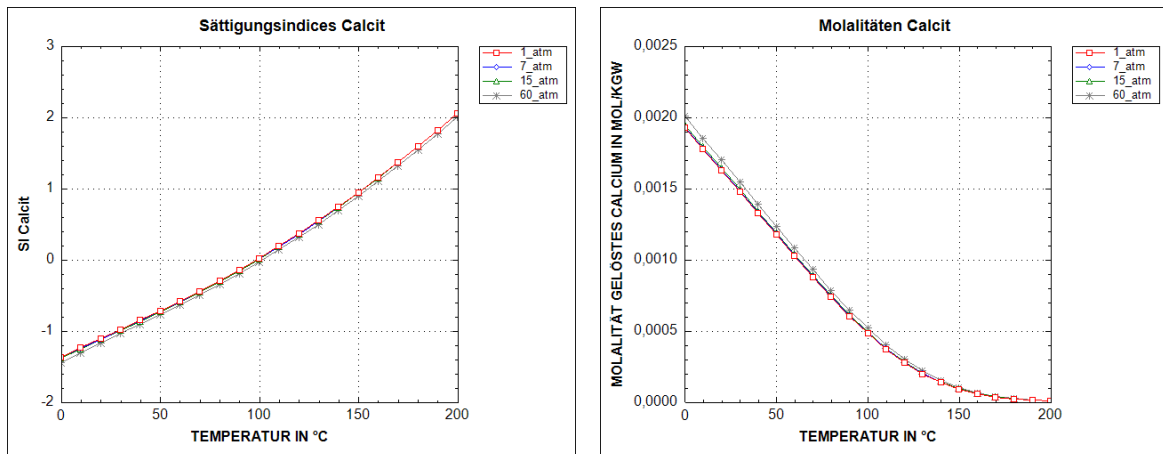 Sättigungsindices Calcit
3
2
1
0
-1
-2
SI Calcit
0 50 100 150 200
TEMPERATUR IN °C
1_atm
7_atm
15_atm
60_atm
Molalitäten Calcit
0,0025
0,0020
0,0015
0,0010
0,0005
0,0000
MOLALITÄT GELÖSTES CALCIUM IN MOL/KGW
0 50 100 150 200
TEMPERATUR IN °C
1_atm
7_atm
15_atm
60_atm